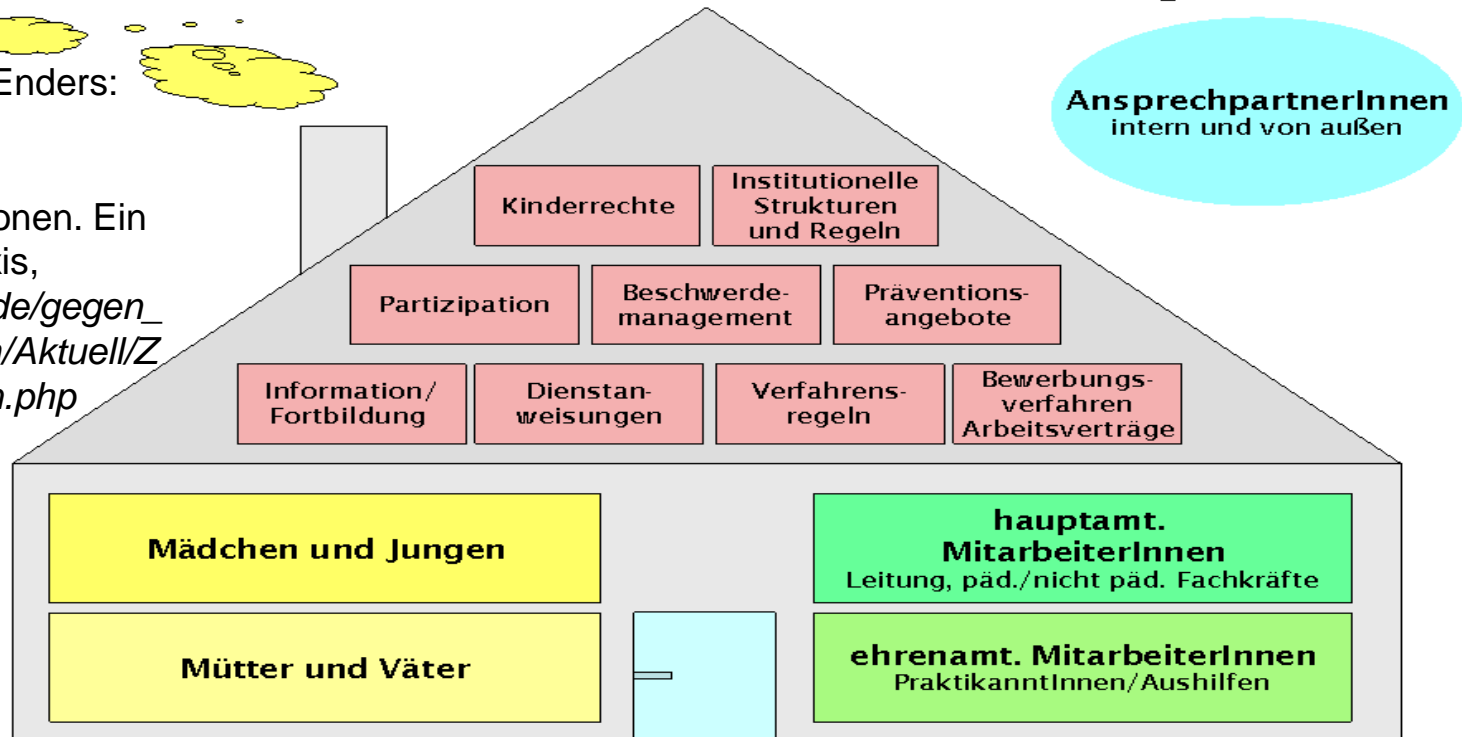 Enders:
onen. Ein
is,
de/gegen_
/Aktuell/Z
.php
AnsprechpartnerInnen
intern und von außen
Kinderrechte
Institutionelle
Strukturen
und Regeln
Partizipation
Beschwerde-
management
Präventions-
angebote
Information/
Fortbildung
Dienstan-
weisungen
Verfahrens-
regeln
Bewerbungs-
verfahren
Arbeitsverträge
Mädchen und Jungen
hauptamt.
MitarbeiterInnen
Leitung, päd./nicht päd. Fachkräfte
Mütter und Väter
ehrenamt. MitarbeiterInnen
PraktikanntInnen/Aushilfen